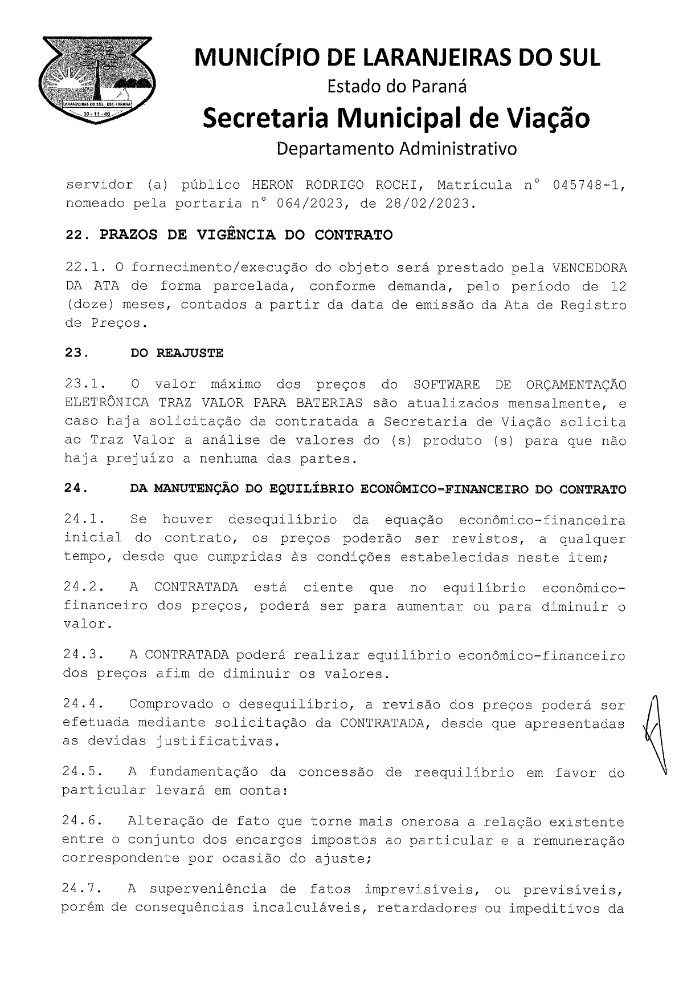 LARANJEIRAS DO SUL - EST. PARANÁ
30 - 11 - 46
MUNICÍPIO DE LARANJEIRAS DO SUL
Estado do Paraná
Secretaria Municipal de Viação
Departamento Administrativo
servidor (a) público HERON RODRIGO ROCHI, Matrícula n° 045748-1,
nomeado pela portaria n° 064/2023, de 28/02/2023.
22. PRAZOS DE VIGÊNCIA DO CONTRATO
22.1. O fornecimento/execução do objeto será prestado pela VENCEDORA
DA ATA de forma parcelada, conforme demanda, pelo período de 12
(doze) meses, contados a partir da data de emissão da Ata de Registro
de Preços.
23. DO REAJUSTE
23.1. O valor máximo dos preços do SOFTWARE DE ORÇAMENTAÇÃO
ELETRÔNICA TRAZ VALOR PARA BATERIAS são atualizados mensalmente, e
caso haja solicitação da contratada a Secretaria de Viação solicita
ao Traz Valor a análise de valores do (s) produto (s) para que não
haja prejuízo a nenhuma das partes.
24. DA MANUTENÇÃO DO EQUILÍBRIO ECONÔMICO-FINANCEIRO DO CONTRATO
24.1. Se houver desequilíbrio da equação econômico-financeira
inicial do contrato, os preços poderão ser revistos, a qualquer
tempo, desde que cumpridas às condições estabelecidas neste item;
24.2. A CONTRATADA está ciente que no equilíbrio econômico-
financeiro dos preços, poderá ser para aumentar ou para diminuir o
valor.
24.3. A CONTRATADA poderá realizar equilíbrio econômico-financeiro
dos preços afim de diminuir os valores.
24.4. Comprovado o desequilíbrio, a revisão dos preços poderá ser
efetuada mediante solicitação da CONTRATADA, desde que apresentadas
as devidas justificativas.
24.5. A fundamentação da concessão de reequilíbrio em favor do
particular levará em conta:
24.6. Alteração de fato que torne mais onerosa a relação existente
entre o conjunto dos encargos impostos ao particular e a remuneração
correspondente por ocasião do ajuste;
24.7. A superveniência de fatos imprevisíveis, ou previsíveis,
porém de consequências incalculáveis, retardadores ou impeditivos da